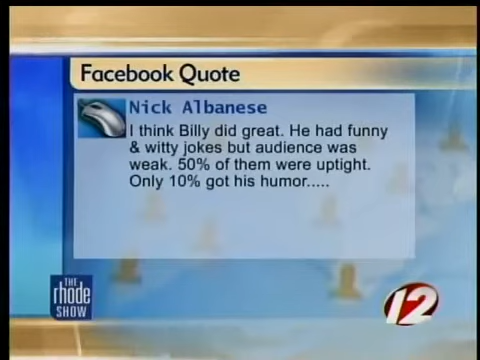 Facebook Quote
Nick Albanese
I think Billy did great. He had funny
& witty jokes but audience was
weak. 50% of them were uptight.
Only 10% got his humor.....
THE
rhode
SHOW
12